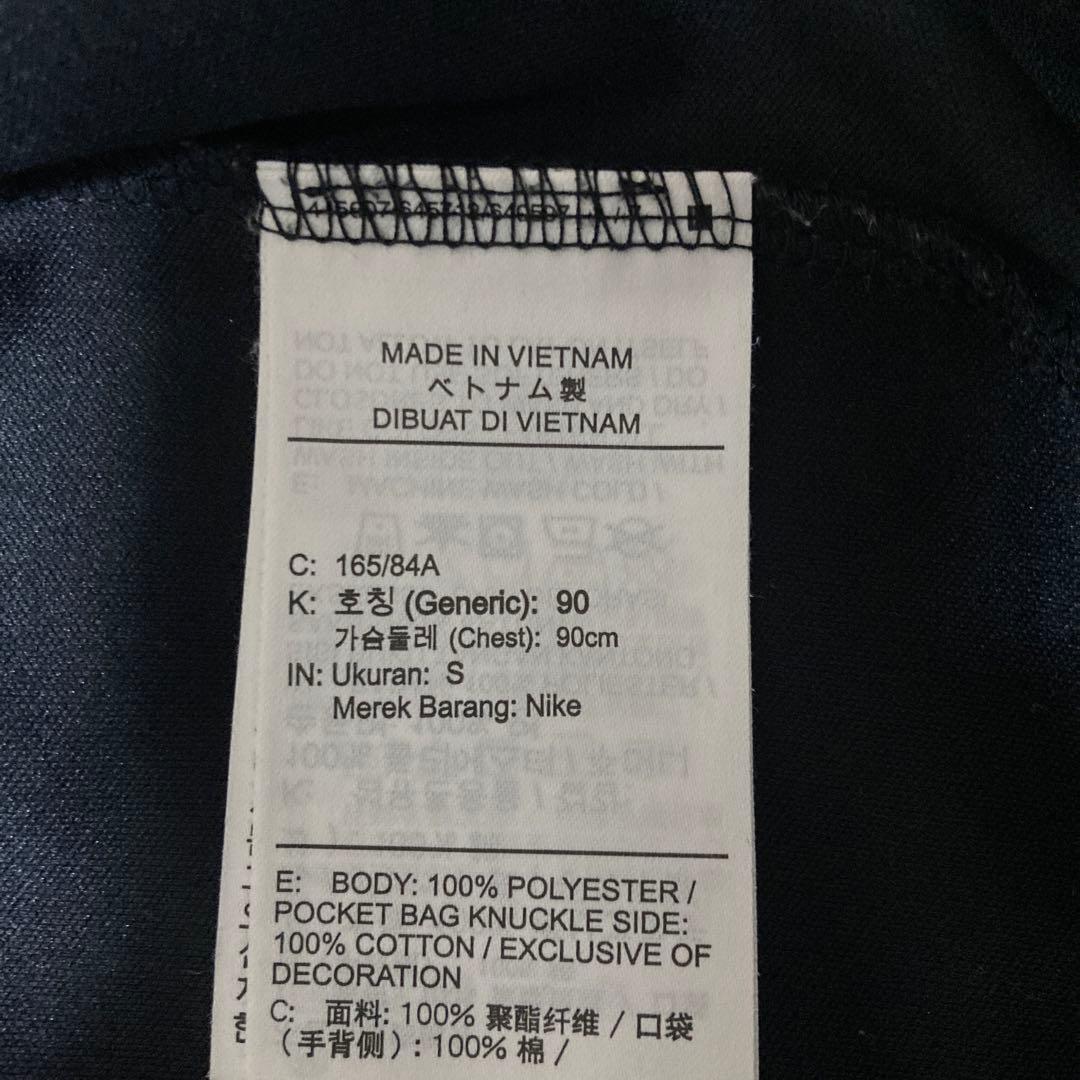 MADE IN VIETNAM
ベトナム製
DIBUAT DI VIETNAM
C: 165/84A
K: 호칭 (Generic): 90
가슴둘레 (Chest): 90cm
IN: Ukuran: S
Merek Barang: Nike
E: BODY: 100% POLYESTER /
POCKET BAG KNUCKLE SIDE:
100% COTTON / EXCLUSIVE OF
DECORATION
C: 面料: 100% 聚酯纤维 / 口袋
（手背侧）: 100% 棉 /